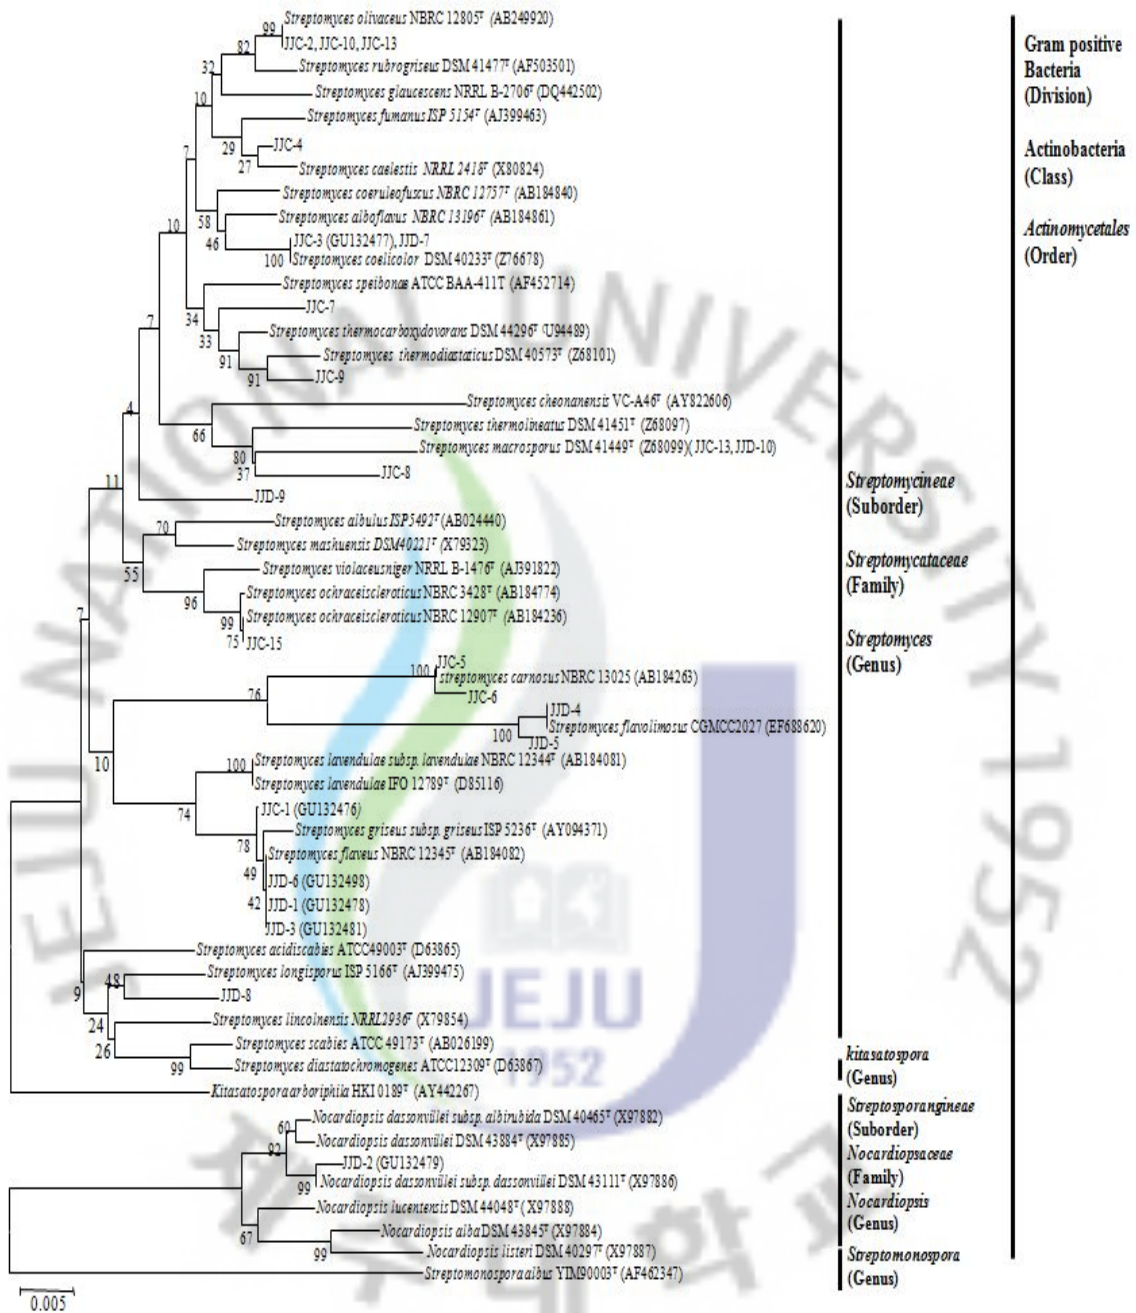 Streptomyces olivaceus NBRC 12805ᵀ (AB249920)
99
JJC-2, JJC-10, JJC-13
82
Streptomyces rubrogriseus DSM 41477ᵀ (AF503501)
32
Streptomyces glaucescens NRRL B-2706ᵀ (DQ442502)
10
Streptomyces fumanus ISP 5154ᵀ (AJ399463)
29
JJC-4
27
Streptomyces caelestis NRRL 2418ᵀ (X80824)
7
Streptomyces coeruleofuscus NBRC 12757ᵀ (AB184840)
58
Streptomyces alboflavus NBRC 13196ᵀ (AB184861)
10
46
JJC-3 (GU132477), JJD-7
100
Streptomyces coelicolor DSM 40233ᵀ (Z76678)
Streptomyces speibonae ATCC BAA-411T (AF452714)
34
JJC-7
7
33
Streptomyces thermocarboxydovorans DSM 44296ᵀ (U94489)
91
Streptomyces thermodiastaticus DSM 40573ᵀ (Z68101)
91
JJC-9
Streptomyces cheonanensis VC-A46ᵀ (AY822606)
4
66
Streptomyces thermolineatus DSM 41451ᵀ (Z68097)
80
Streptomyces macrosporus DSM 41449ᵀ (Z68099)(JJC-13, JJD-10)
37
JJC-8
11
JJD-9
Streptomyces albulus ISP5492ᵀ (AB024440)
70
Streptomyces mashuensis DSM40221ᵀ (X79323)
55
Streptomyces violaceusniger NRRL B-1476ᵀ (AJ391822)
96
Streptomyces ochraceiscleroticus NBRC 3428ᵀ (AB184774)
99
Streptomyces ochraceiscleroticus NBRC 12907ᵀ (AB184236)
75
JJC-15
7
JJC-5
100
streptomyces carnosus NBRC 13025 (AB184263)
JJC-6
76
JJD-4
Streptomyces flavolimosus CGMCC2027 (EF688620)
100
JJD-5
10
Streptomyces lavendulae subsp. lavendulae NBRC 12344ᵀ (AB184081)
100
Streptomyces lavendulae IFO 12789ᵀ (D85116)
74
JJC-1 (GU132476)
Streptomyces griseus subsp. griseus ISP 5236ᵀ (AY094371)
78
Streptomyces flaveus NBRC 12345ᵀ (AB184082)
49
JJD-6 (GU132498)
42
JJD-1 (GU132478)
JJD-3 (GU132481)
Streptomyces acidiscabies ATCC49003ᵀ (D63865)
Streptomyces longisporus ISP 5166ᵀ (AJ399475)
48
9
JJD-8
24
Streptomyces lincolnensis NRRL2936ᵀ (X79854)
26
Streptomyces scabies ATCC 49173ᵀ (AB026199)
99
Streptomyces diastatochromogenes ATCC12309ᵀ (D63867)
Kitasatospora arboriphila HKI 0189ᵀ (AY442267)
Nocardiopsis dassonvillei subsp. albirubida DSM 40465ᵀ (X97882)
60
Nocardiopsis dassonvillei DSM 43884ᵀ (X97885)
92
JJD-2 (GU132479)
99
Nocardiopsis dassonvillei subsp. dassonvillei DSM 43111ᵀ (X97886)
Nocardiopsis lucentensis DSM 44048ᵀ (X97888)
67
Nocardiopsis alba DSM 43845ᵀ (X97884)
99
Nocardiopsis listeri DSM 40297ᵀ (X97887)
Streptomonospora albus YIM90003ᵀ (AF462347)
0.005
Streptomycineae
(Suborder)
Streptomycataceae
(Family)
Streptomyces
(Genus)
kitasatospora
(Genus)
Streptosporangineae
(Suborder)
Nocardiopsaceae
(Family)
Nocardiopsis
(Genus)
Streptomonospora
(Genus)
Gram positive
Bacteria
(Division)
Actinobacteria
(Class)
Actinomycetales
(Order)
JEJU NATIONAL UNIVERSITY 1952
JEJU
1952
제주대학교